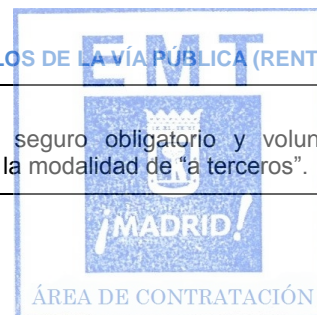 LOS DE LA VÍA PÚBLICA (RENT
EMT
seguro obligatorio y volun
la modalidad de “a terceros”.
¡MADRID!
ÁREA DE CONTRATACIÓN